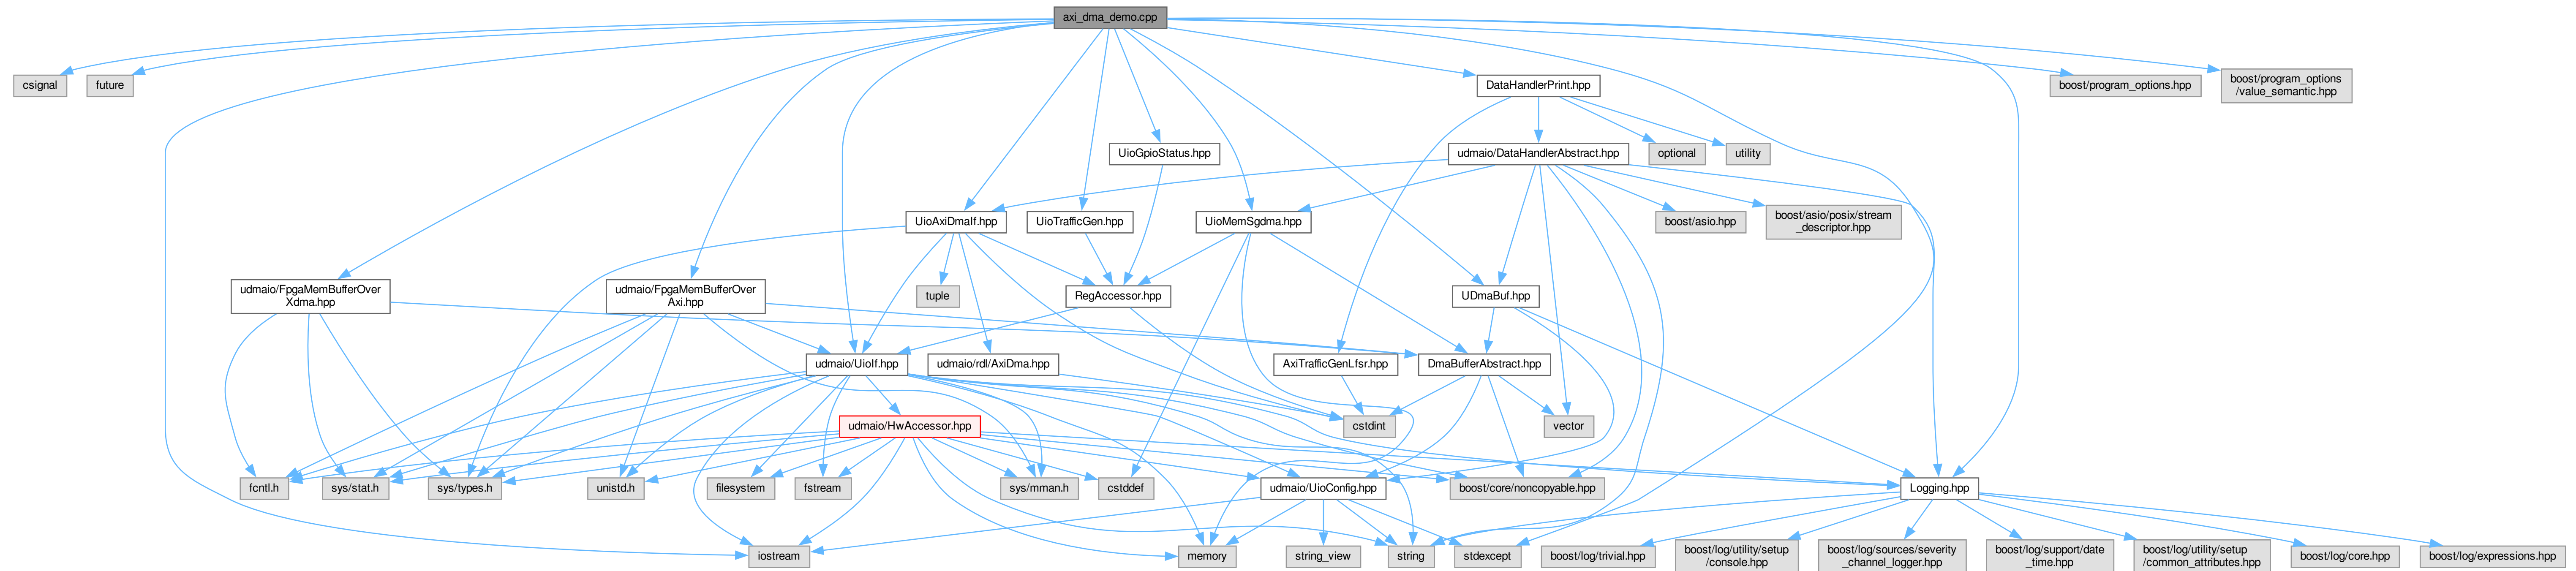 axi_dma_demo.cpp
csignal
future
DataHandlerPrint.hpp
boost/program_options.hpp
boost/program_options
/value_semantic.hpp
UioGpioStatus.hpp
udmaio/DataHandlerAbstract.hpp
optional
utility
UioAxiDmaIf.hpp
UioTrafficGen.hpp
UioMemSgdma.hpp
boost/asio.hpp
boost/asio/posix/stream
_descriptor.hpp
udmaio/FpgaMemBufferOver
Xdma.hpp
udmaio/FpgaMemBufferOver
Axi.hpp
tuple
RegAccessor.hpp
UDmaBuf.hpp
udmaio/UioIf.hpp
udmaio/rdl/AxiDma.hpp
AxiTrafficGenLfsr.hpp
DmaBufferAbstract.hpp
udmaio/HwAccessor.hpp
cstdint
vector
fcntl.h
sys/stat.h
sys/types.h
unistd.h
filesystem
fstream
sys/mman.h
cstddef
udmaio/UioConfig.hpp
boost/core/noncopyable.hpp
Logging.hpp
iostream
memory
string_view
string
stdexcept
boost/log/trivial.hpp
boost/log/utility/setup
/console.hpp
boost/log/sources/severity
_channel_logger.hpp
boost/log/support/date
_time.hpp
boost/log/utility/setup
/common_attributes.hpp
boost/log/core.hpp
boost/log/expressions.hpp